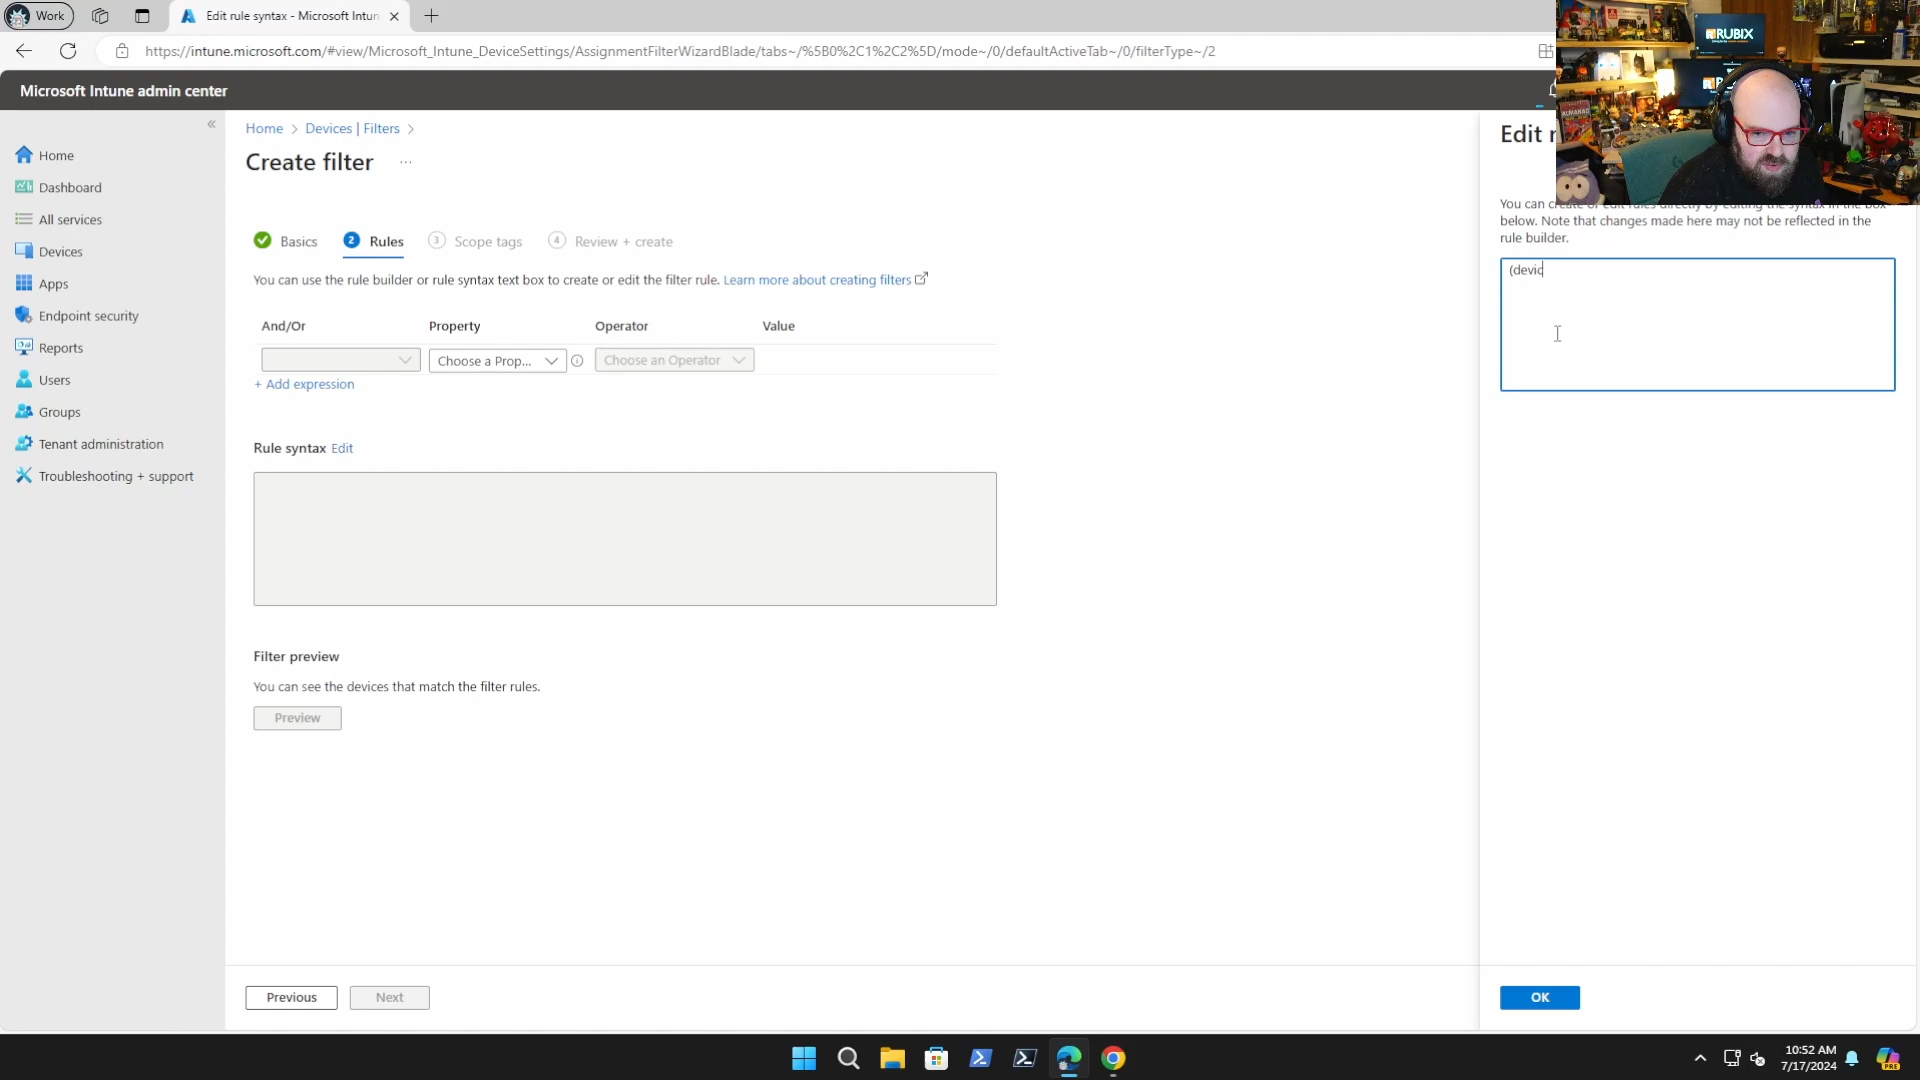 Work
Edit rule syntax - Microsoft Intun
https://intune.microsoft.com/#view/Microsoft_Intune_DeviceSettings/AssignmentFilterWizardBlade/tabs~/%5B0%2C1%2C2%5D/mode~/0/defaultActiveTab~/0/filterType~/2
RUBIX
Microsoft Intune admin center
Home
Dashboard
All services
Devices
Apps
Endpoint security
Reports
Users
Groups
Tenant administration
Troubleshooting + support
Home > Devices | Filters >
Create filter ...
Basics
2 Rules
3 Scope tags
4 Review + create
You can use the rule builder or rule syntax text box to create or edit the filter rule. Learn more about creating filters
And/Or Property Operator Value
Choose a Prop... Choose an Operator
+ Add expression
Rule syntax Edit
Filter preview
You can see the devices that match the filter rules.
Preview
Previous
Next
Edit
You can create or edit rules directly by editing the syntax in the box
below. Note that changes made here may not be reflected in the
rule builder.
(devic
OK
10:52 AM
7/17/2024
PRE